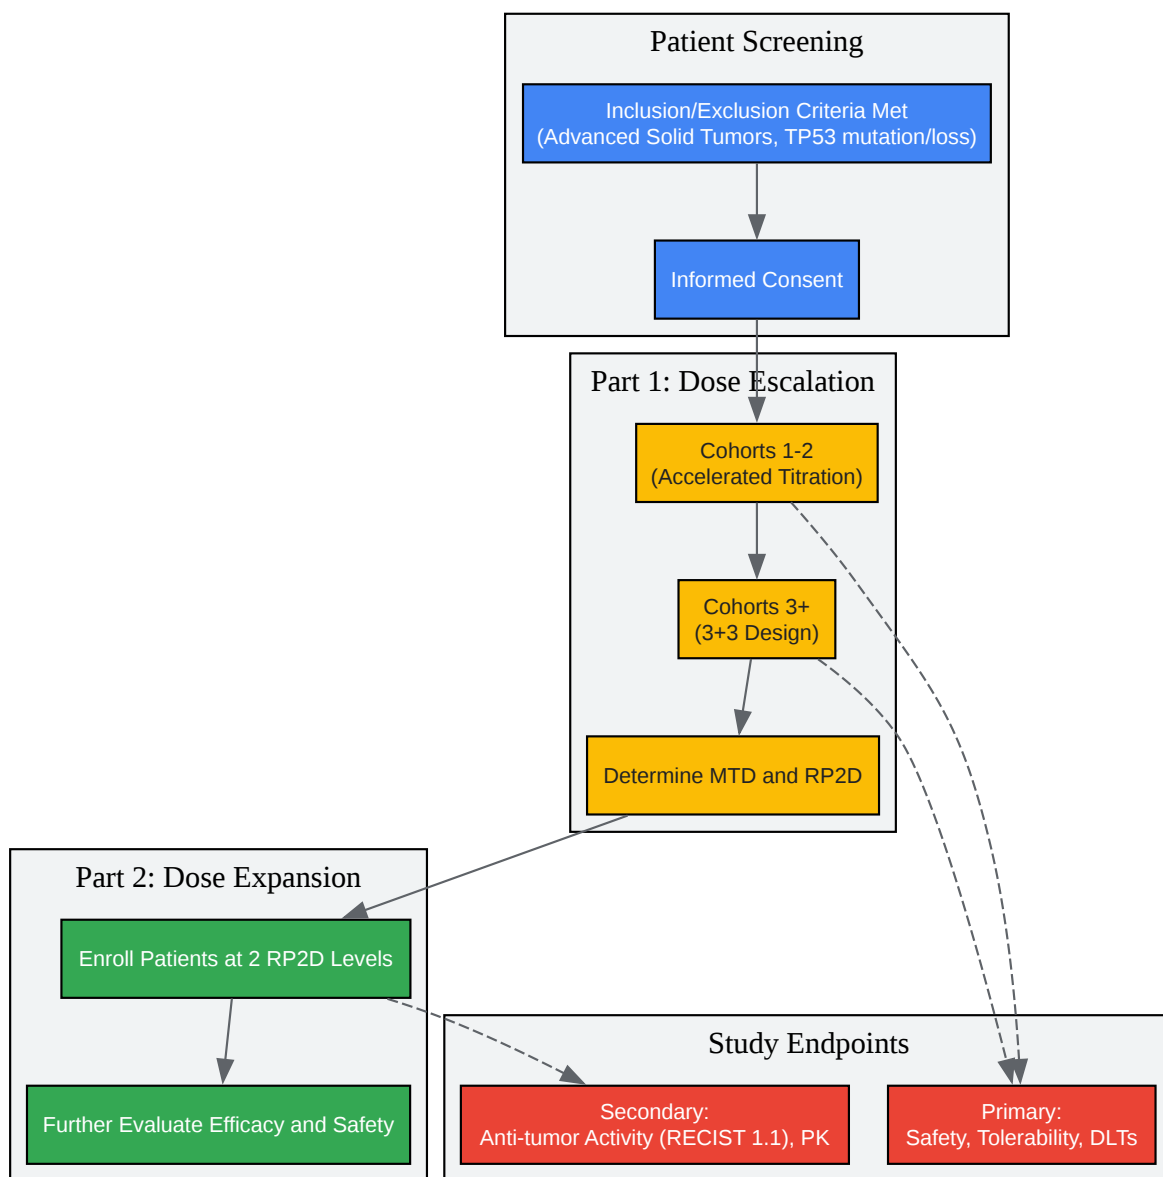 Patient Screening
Inclusion/Exclusion Criteria Met
(Advanced Solid Tumors, TP53 mutation/loss)
Informed Consent
Part 1: Dose Escalation
Cohorts 1-2
(Accelerated Titration)
Cohorts 3+
(3+3 Design)
Determine MTD and RP2D
Part 2: Dose Expansion
Enroll Patients at 2 RP2D Levels
Further Evaluate Efficacy and Safety
Study Endpoints
Secondary:
Anti-tumor Activity (RECIST 1.1), PK
Primary:
Safety, Tolerability, DLTs